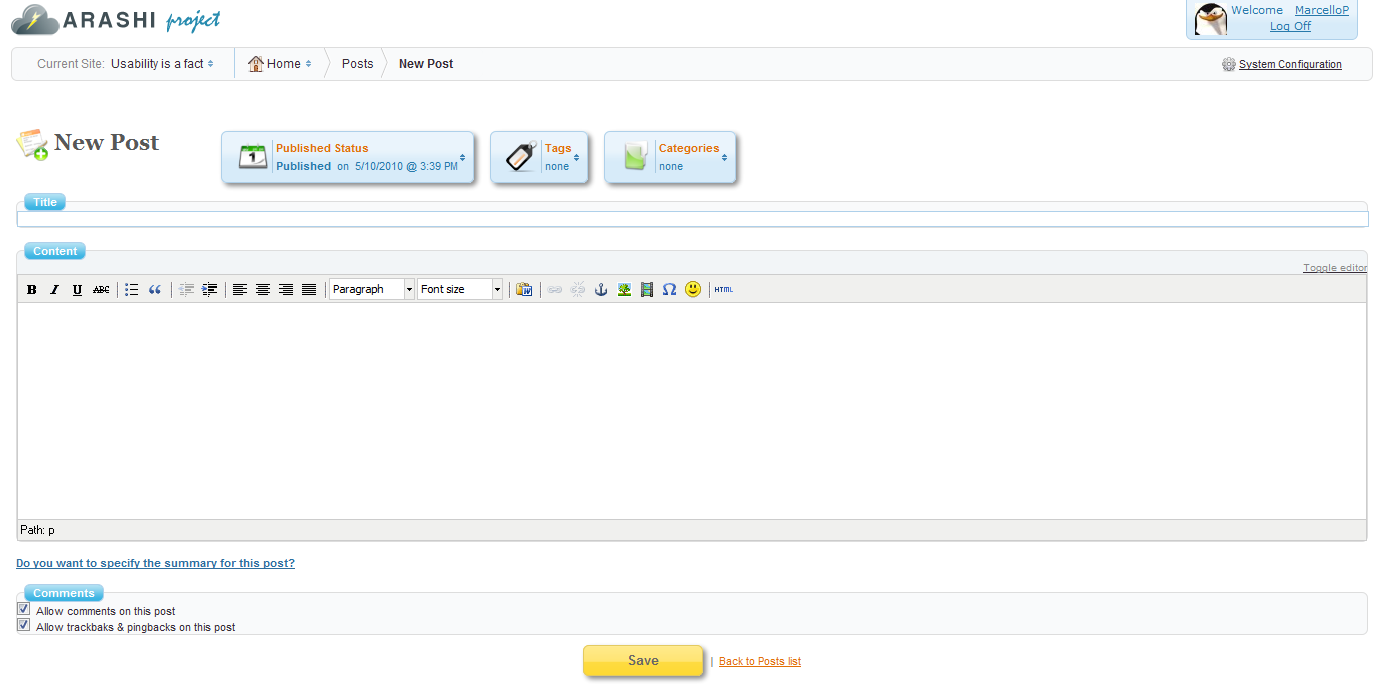 ARASHI project
Welcome MarcelloP
Log Off
Current Site: Usability is a fact Home Posts New Post
System Configuration
New Post
Published Status
Published on 5/10/2010 @ 3:39 PM
Tags
none
Categories
none
Title
Content
Toggle editor
B I U ABC “ Paragraph Font size Ω HTML
Path: p
Do you want to specify the summary for this post?
Comments
Allow comments on this post
Allow trackbaks & pingbacks on this post
Save | Back to Posts list